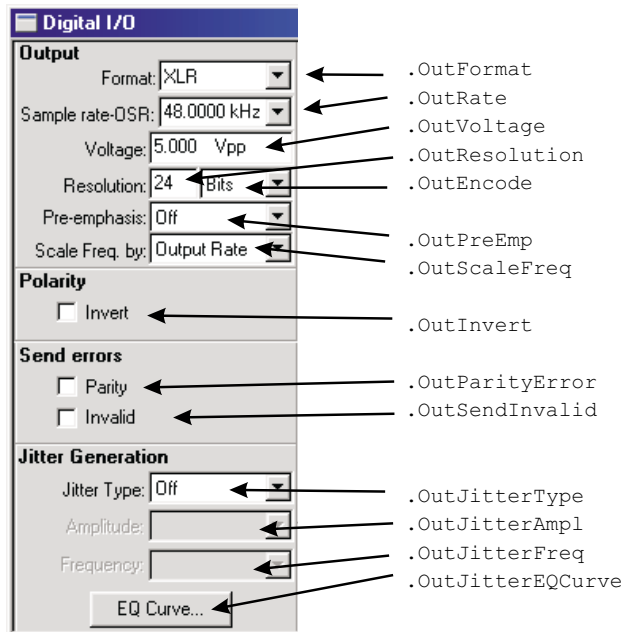 Digital I/O
Output
Format: XLR
.OutFormat
Sample rate-OSR: 48.0000 kHz
.OutRate
Voltage: 5.000 Vpp
.OutVoltage
Resolution: 24 Bits
.OutResolution
.OutEncode
Pre-emphasis: Off
.OutPreEmp
Scale Freq. by: Output Rate
.OutScaleFreq
Polarity
Invert
.OutInvert
Send errors
Parity
.OutParityError
Invalid
.OutSendInvalid
Jitter Generation
Jitter Type: Off
.OutJitterType
Amplitude:
.OutJitterAmpl
Frequency:
.OutJitterFreq
EQ Curve...
.OutJitterEQCurve